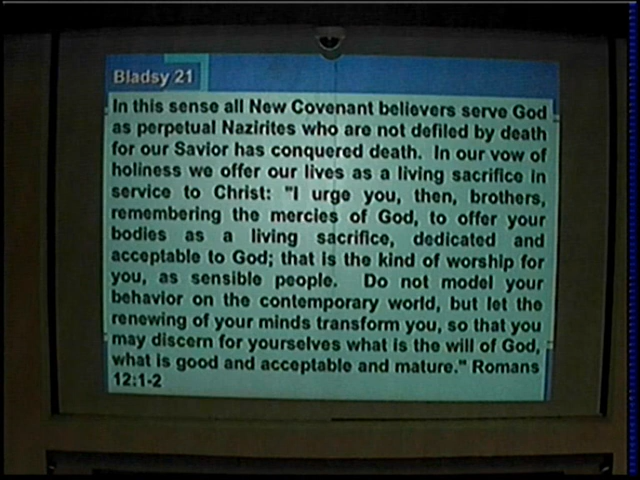 Bladsy 21
In this sense all New Covenant believers serve God
as perpetual Nazirites who are not defiled by death
for our Savior has conquered death. In our vow of
holiness we offer our lives as a living sacrifice in
service to Christ: "I urge you, then, brothers,
remembering the mercies of God, to offer your
bodies as a living sacrifice, dedicated and
acceptable to God; that is the kind of worship for
you, as sensible people. Do not model your
behavior on the contemporary world, but let the
renewing of your minds transform you, so that you
may discern for yourselves what is the will of God,
what is good and acceptable and mature." Romans
12:1-2